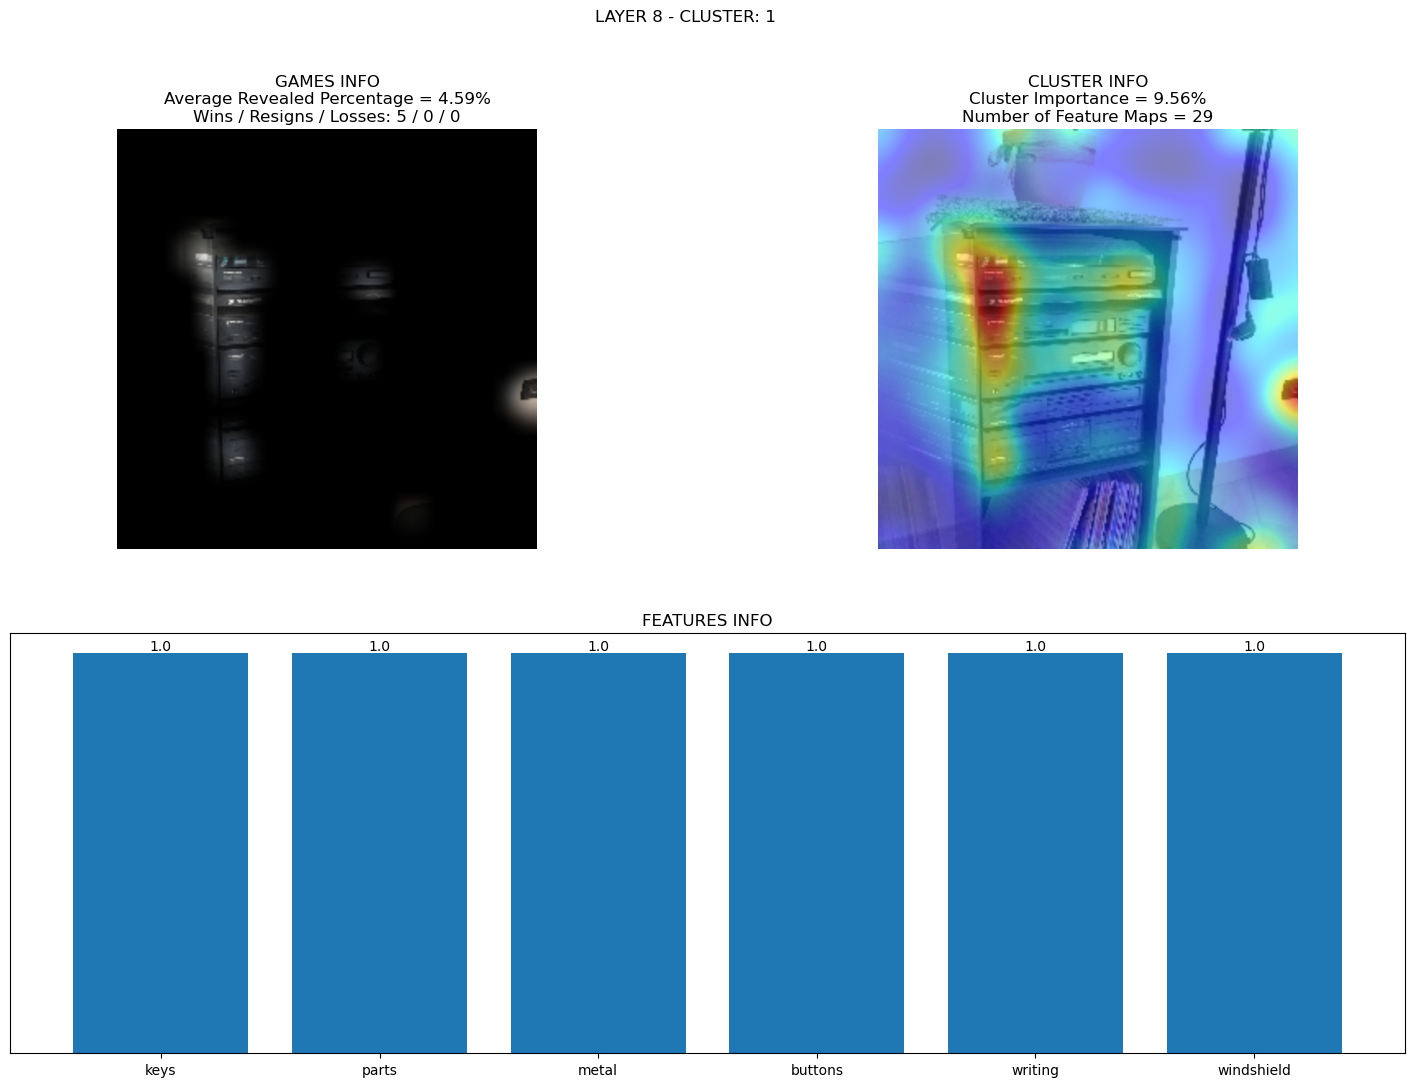 LAYER 8 - CLUSTER: 1
GAMES INFO
Average Revealed Percentage = 4.59%
Wins / Resigns / Losses: 5 / 0 / 0
CLUSTER INFO
Cluster Importance = 9.56%
Number of Feature Maps = 29
FEATURES INFO
1.0 1.0 1.0 1.0 1.0 1.0
keys parts metal buttons writing windshield